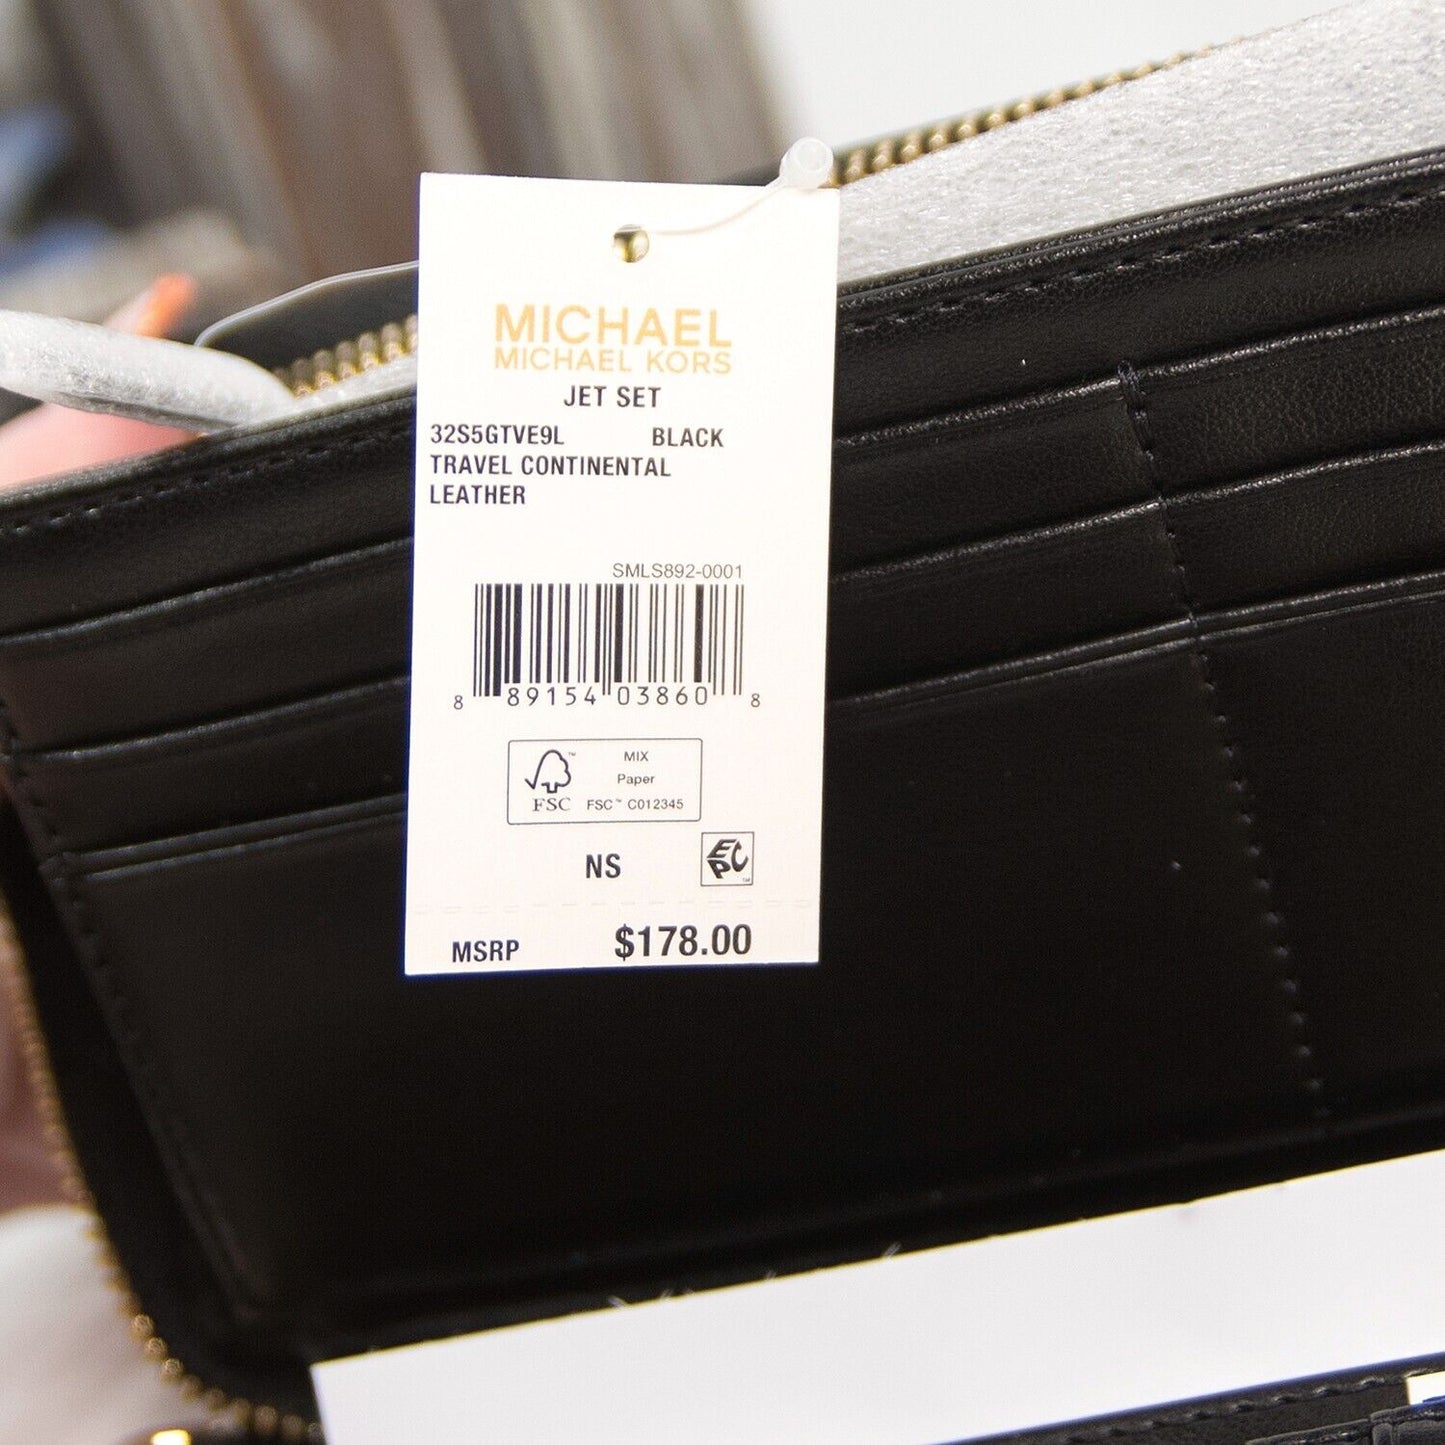 MICHAEL
MICHAEL KORS
JET SET
32S5GTVE9L BLACK
TRAVEL CONTINENTAL
LEATHER
SMLS892-0001
8 89154 03860 8
MIX
Paper
FSC FSC™ C012345
NS
EPC
MSRP $178.00